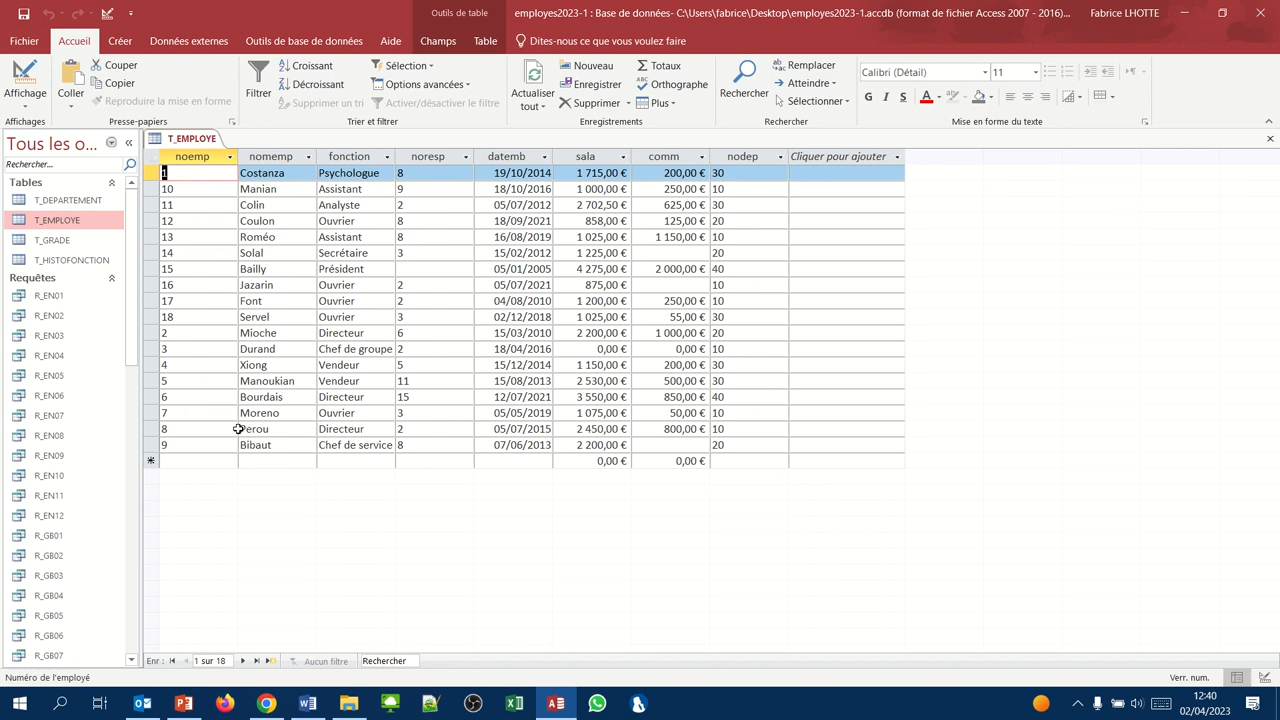 Outils de table
employes2023-1 : Base de données- C:\Users\fabrice\Desktop\employes2023-1.accdb (format de fichier Access 2007 - 2016)...
Fabrice LHOTTE
Fichier Accueil Créer Données externes Outils de base de données Aide Champs Table Dites-nous ce que vous voulez faire
Affichage
Affichages
Coller
Couper
Copier
Reproduire la mise en forme
Presse-papiers
Filtrer
Croissant
Décroissant
Supprimer un tri
Sélection
Options avancées
Activer/désactiver le filtre
Trier et filtrer
Actualiser
tout
Nouveau
Enregistrer
Supprimer
Totaux
Orthographe
Plus
Enregistrements
Rechercher
Remplacer
Atteindre
Sélectionner
Rechercher
Calibri (Détail) 11
G I S A
Mise en forme du texte
Tous les o...
Rechercher...
Tables
T_DEPARTEMENT
T_EMPLOYE
T_GRADE
T_HISTOFONCTION
Requêtes
R_EN01
R_EN02
R_EN03
R_EN04
R_EN05
R_EN06
R_EN07
R_EN08
R_EN09
R_EN10
R_EN11
R_EN12
R_GB01
R_GB02
R_GB03
R_GB04
R_GB05
R_GB06
R_GB07
T_EMPLOYE
noemp nomemp fonction noresp datemb sala comm nodep Cliquer pour ajouter
1 Costanza Psychologue 8 19/10/2014 1 715,00 € 200,00 € 30
10 Manian Assistant 9 18/10/2016 1 000,00 € 250,00 € 10
11 Colin Analyste 2 05/07/2012 2 702,50 € 625,00 € 30
12 Coulon Ouvrier 8 18/09/2021 858,00 € 125,00 € 20
13 Roméo Assistant 8 16/08/2019 1 025,00 € 1 150,00 € 10
14 Solal Secrétaire 3 15/02/2012 1 225,00 € 20
15 Bailly Président 05/01/2005 4 275,00 € 2 000,00 € 40
16 Jazarin Ouvrier 2 05/07/2021 875,00 € 10
17 Font Ouvrier 2 04/08/2010 1 200,00 € 250,00 € 10
18 Servel Ouvrier 3 02/12/2018 1 025,00 € 55,00 € 30
2 Mioche Directeur 6 15/03/2010 2 200,00 € 1 000,00 € 20
3 Durand Chef de groupe 2 18/04/2016 0,00 € 0,00 € 10
4 Xiong Vendeur 5 15/12/2014 1 150,00 € 200,00 € 30
5 Manoukian Vendeur 11 15/08/2013 2 530,00 € 500,00 € 30
6 Bourdais Directeur 15 12/07/2021 3 550,00 € 850,00 € 40
7 Moreno Ouvrier 3 05/05/2019 1 075,00 € 50,00 € 10
8 Perou Directeur 2 05/07/2015 2 450,00 € 800,00 € 10
9 Bibaut Chef de service 8 07/06/2013 2 200,00 € 20
0,00 € 0,00 €
Enr : 1 sur 18 Aucun filtre Rechercher
Numéro de l'employé
Verr. num.
12:40
02/04/2023